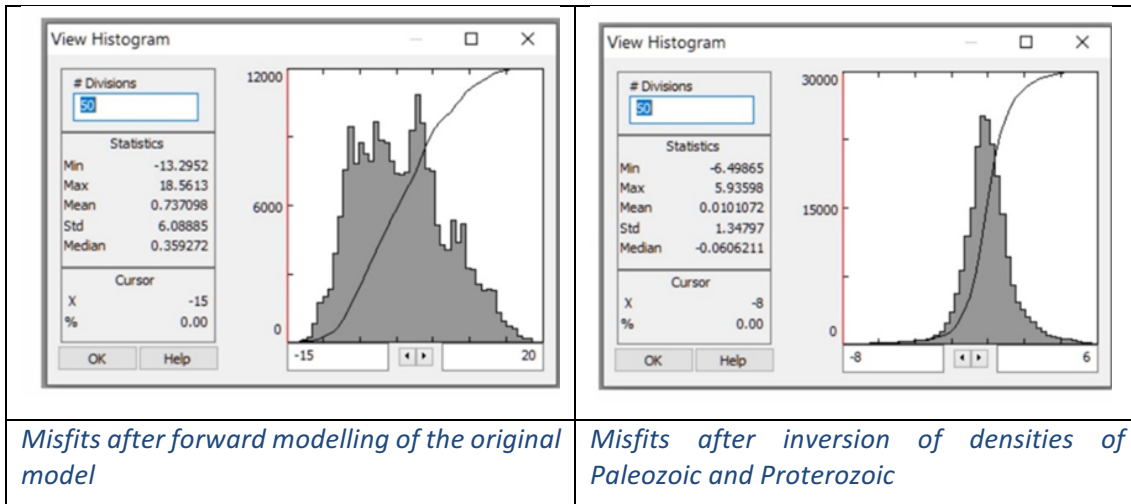 View Histogram
# Divisions
50
Statistics
Min -13.2952
Max 18.5613
Mean 0.737098
Std 6.08885
Median 0.359272
Cursor
X -15
% 0.00
OK Help
12000
6000
0
-15 20
View Histogram
# Divisions
50
Statistics
Min -6.49865
Max 5.93598
Mean 0.0101072
Std 1.34797
Median -0.0606211
Cursor
X -8
% 0.00
OK Help
30000
15000
0
-8 6
Misfits after forward modelling of the original
model
Misfits after inversion of densities of
Paleozoic and Proterozoic